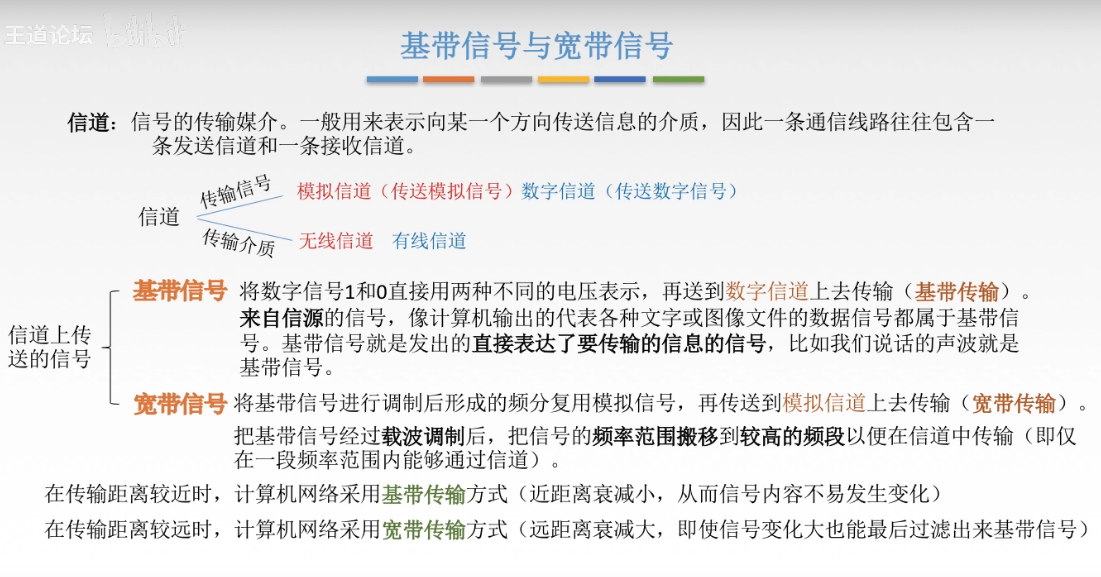 王道论坛 bilibili
基带信号与宽带信号
信道：信号的传输媒介。一般用来表示向某一个方向传送信息的介质，因此一条通信线路往往包含一
条发送信道和一条接收信道。
传输信号 模拟信道（传送模拟信号）数字信道（传送数字信号）
信道
传输介质 无线信道 有线信道
信道上传
送的信号
基带信号 将数字信号1和0直接用两种不同的电压表示，再送到数字信道上去传输（基带传输）。
来自信源的信号，像计算机输出的代表各种文字或图像文件的数据信号都属于基带信
号。基带信号就是发出的直接表达了要传输的信息的信号，比如我们说话的声波就是
基带信号。
宽带信号 将基带信号进行调制后形成的频分复用模拟信号，再传送到模拟信道上去传输（宽带传输）。
把基带信号经过载波调制后，把信号的频率范围搬移到较高的频段以便在信道中传输（即仅
在一段频率范围内能够通过信道）。
在传输距离较近时，计算机网络采用基带传输方式（近距离衰减小，从而信号内容不易发生变化）
在传输距离较远时，计算机网络采用宽带传输方式（远距离衰减大，即使信号变化大也能最后过滤出来基带信号）